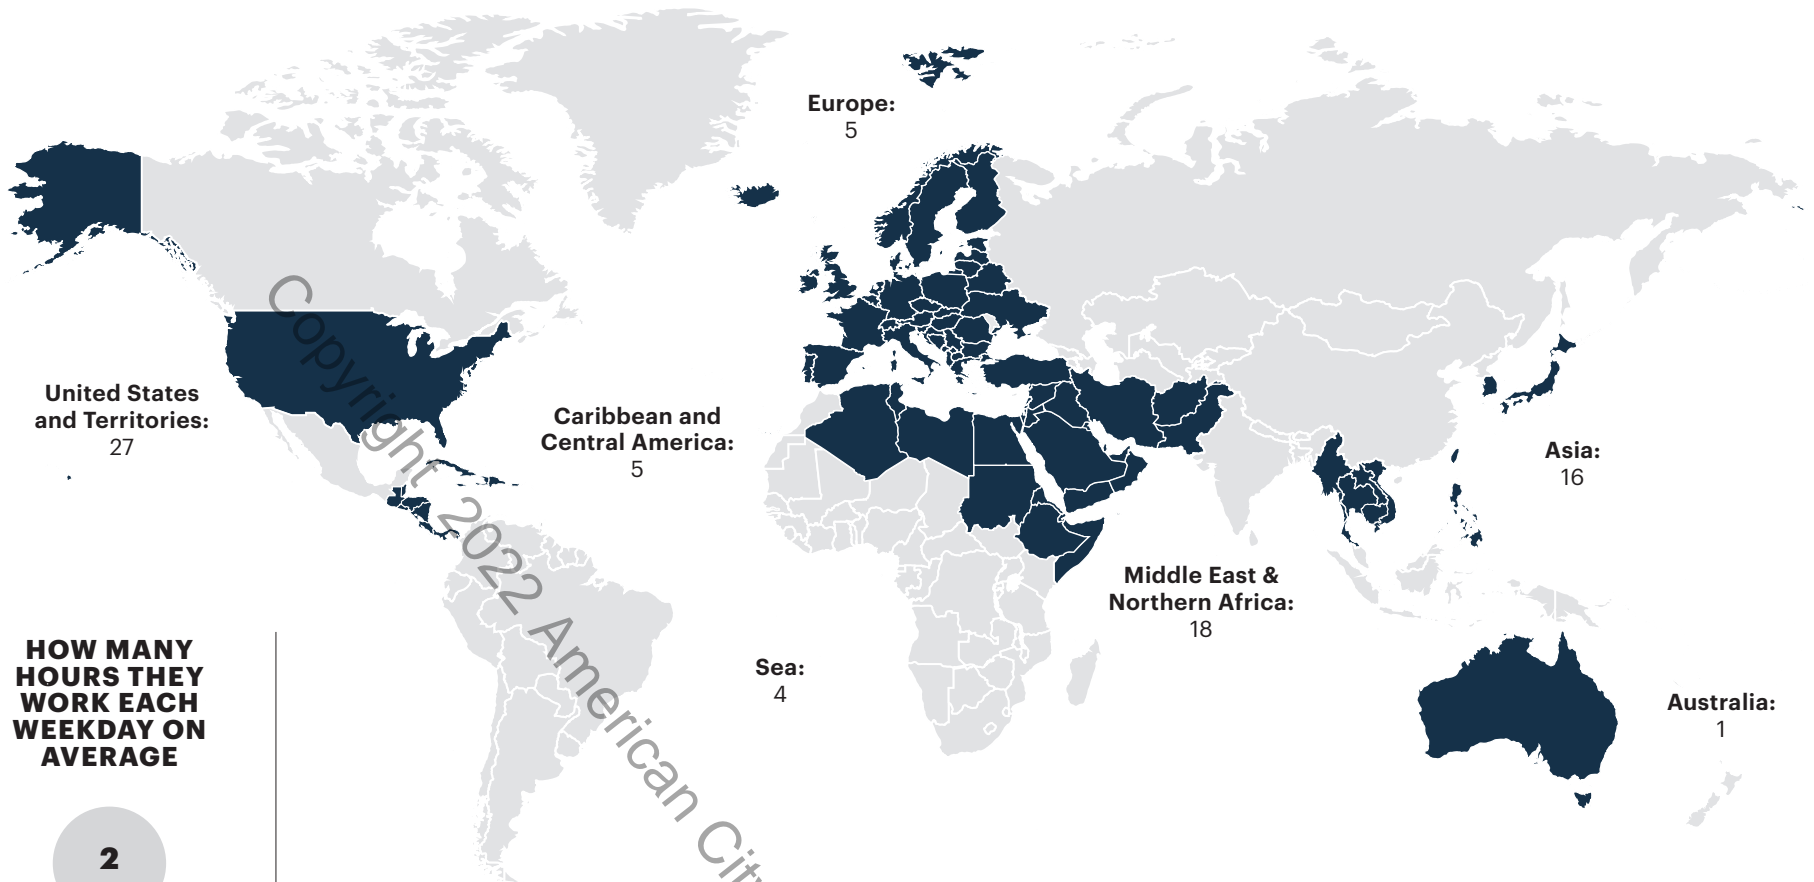 Europe:
5
United States
and Territories:
27
Caribbean and
Central America:
5
Asia:
16
Middle East &
Northern Africa:
18
Sea:
4
Australia:
1
HOW MANY
HOURS THEY
WORK EACH
WEEKDAY ON
AVERAGE
2
Copyright 2022 American City